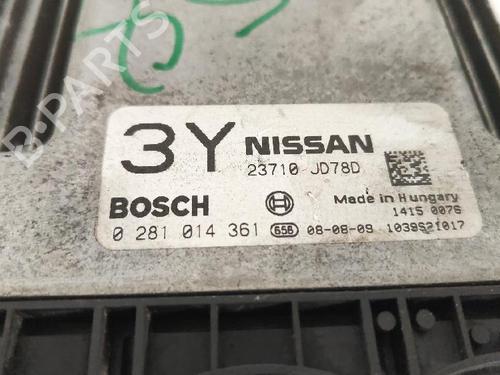 B-PARTS
3Y NISSAN
23710 JD78D
BOSCH
Made in Hungary
1415 0076
0 281 014 361 656 08-08-09 1039S21017